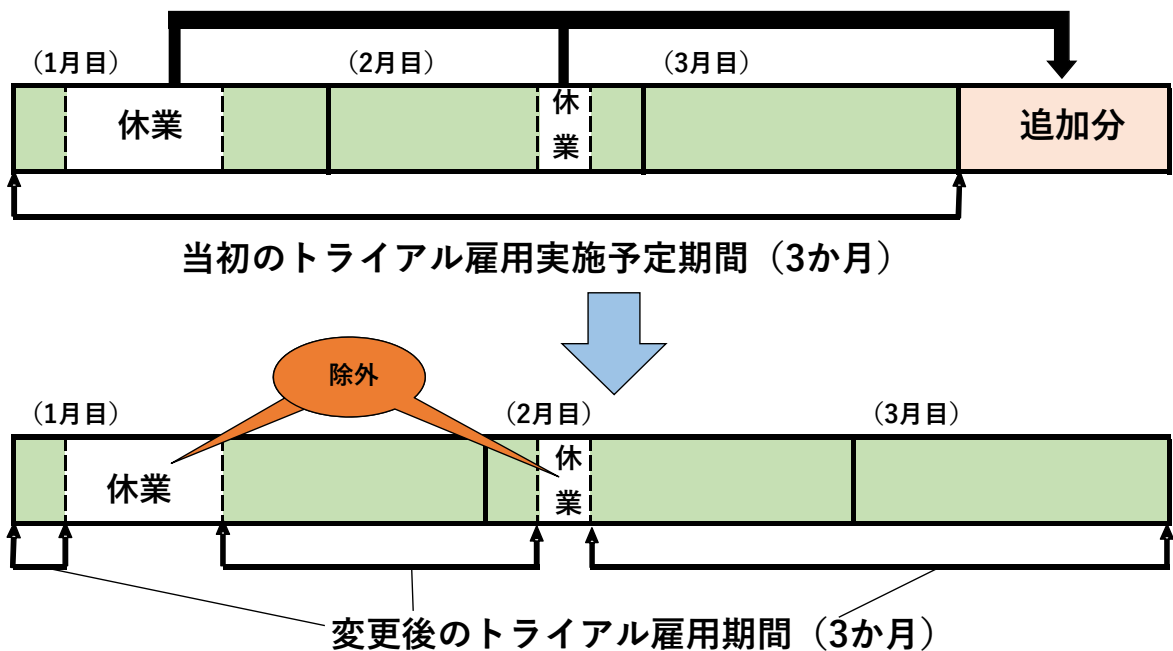 （1月目）
（2月目）
（3月目）
休業
休業
追加分
当初のトライアル雇用実施予定期間（3か月）
除外
（1月目）
（2月目）
（3月目）
休業
休業
変更後のトライアル雇用期間（3か月）